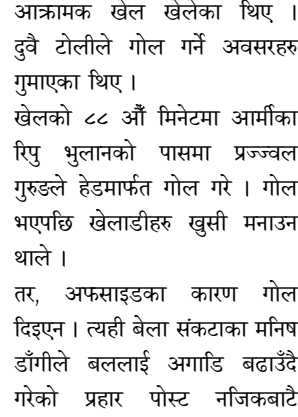 आक्रामक खेल खेलेका थिए ।
दुवै टोलीले गोल गर्ने अवसरहरु
गुमाएका थिए ।
खेलको ८८ औँ मिनेटमा आर्मीका
रिपु भुलानको पासमा प्रज्ज्वल
गुरुङले हेडमार्फत गोल गरे । गोल
भएपछि खेलाडीहरु खुसी मनाउन
थाले ।
तर, अफसाइडका कारण गोल
दिइएन । त्यही बेला संकटाका मनिष
डाँगीले बललाई अगाडि बढाउँदै
गरेको प्रहार पोस्ट नजिकबाटै